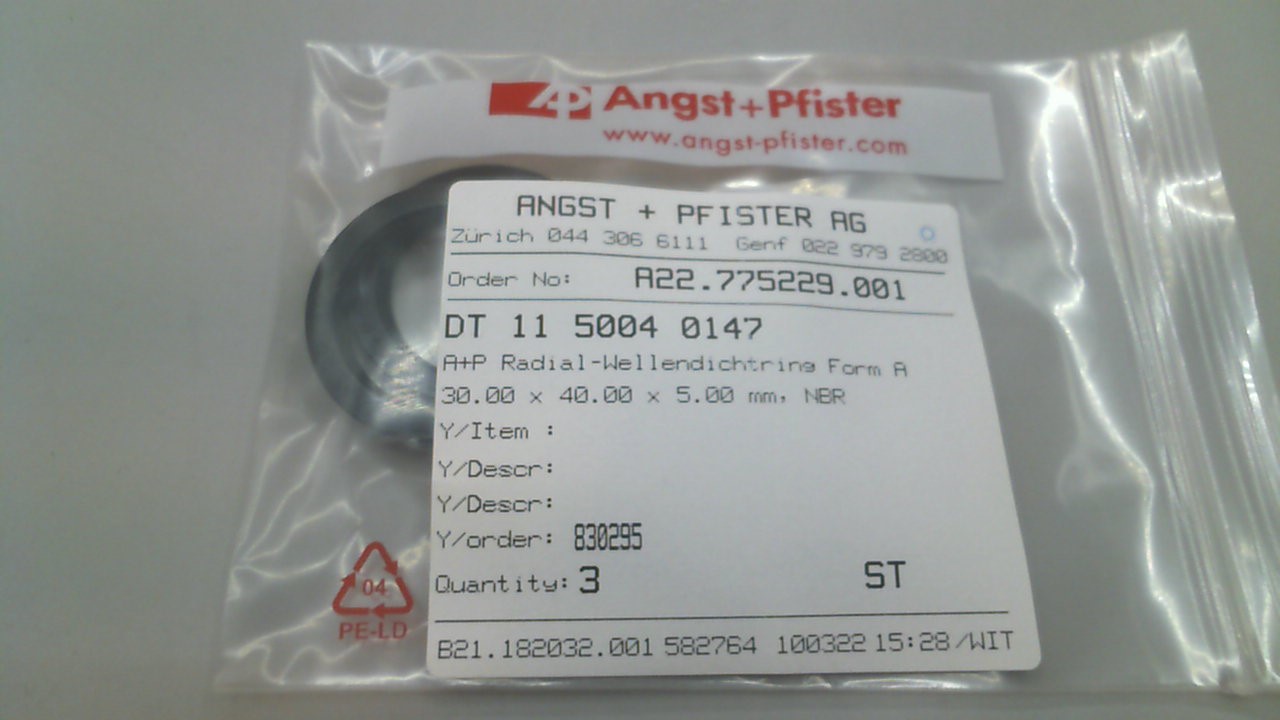 AP Angst+Pfister
www.angst-pfister.com
ANGST + PFISTER AG
Zürich 044 306 6111 Genf 022 979 2800
Order No: A22.775229.001
DT 11 5004 0147
A+P Radial-Wellendichtring Form A
30.00 x 40.00 x 5.00 mm, NBR
Y/Item :
Y/Descr:
Y/Descr:
Y/order: 830295
Quantity: 3 ST
B21.182032.001 582764 100322 15:28 /WIT
04
PE-LD